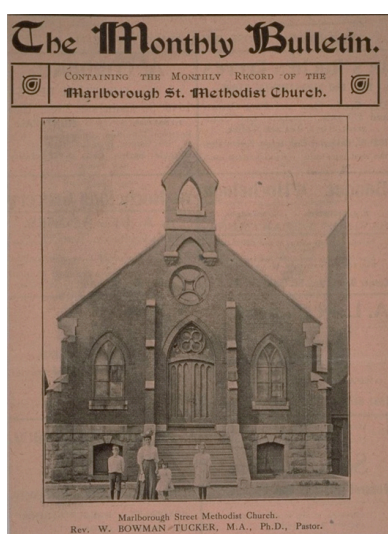 The Monthly Bulletin.
CONTAINING THE MONTHLY RECORD OF THE
Marlborough St. Methodist Church.
Marlborough Street Methodist Church.
Rev. W. BOWMAN TUCKER, M.A., Ph.D., Pastor.